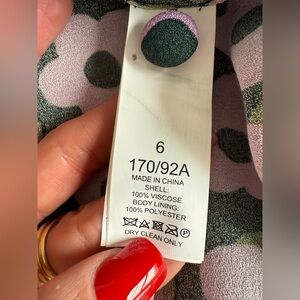 6
170/92A
MADE IN CHINA
SHELL:
100% VISCOSE
BODY LINING:
100% POLYESTER
P
DRY CLEAN ONLY